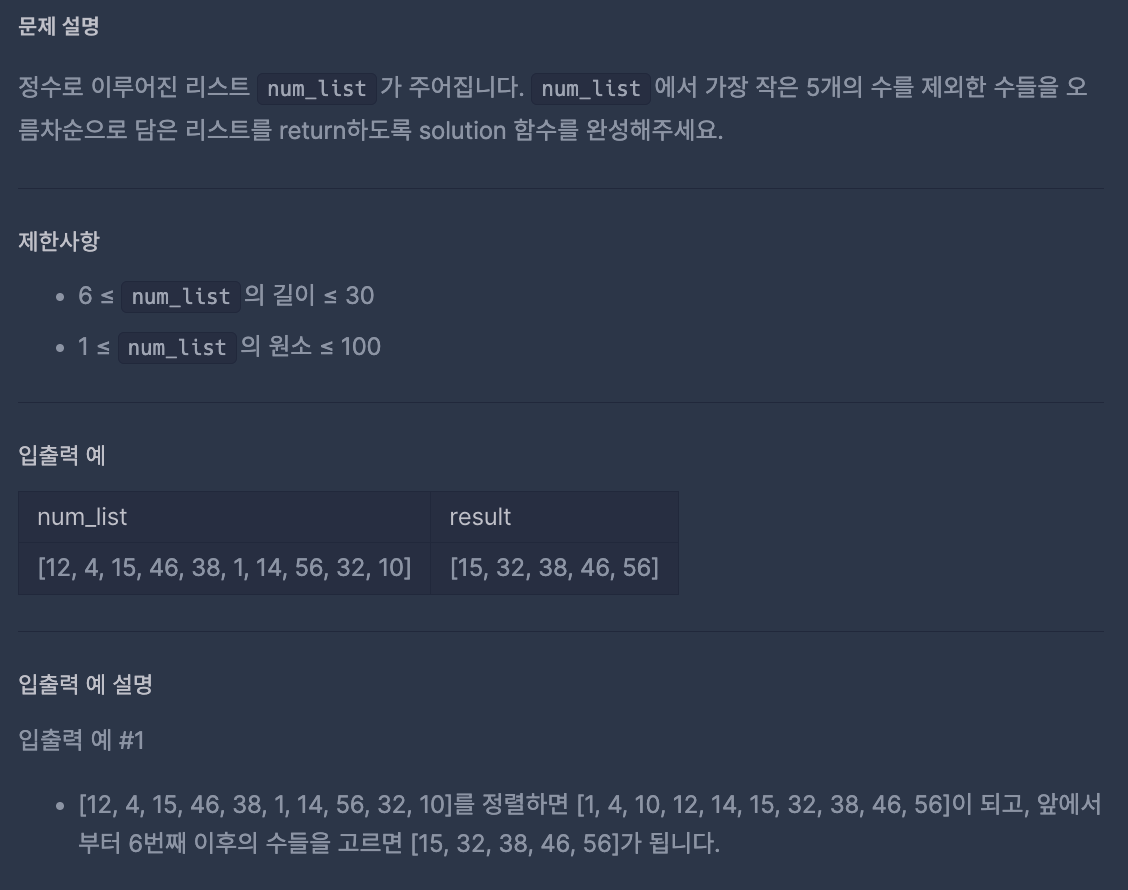 문제 설명
정수로 이루어진 리스트 num_list 가 주어집니다. num_list 에서 가장 작은 5개의 수를 제외한 수들을 오
름차순으로 담은 리스트를 return하도록 solution 함수를 완성해주세요.
제한사항
• 6 ≤ num_list 의 길이 ≤ 30
• 1 ≤ num_list 의 원소 ≤ 100
입출력 예
num_list result
[12, 4, 15, 46, 38, 1, 14, 56, 32, 10] [15, 32, 38, 46, 56]
입출력 예 설명
입출력 예 #1
• [12, 4, 15, 46, 38, 1, 14, 56, 32, 10]를 정렬하면 [1, 4, 10, 12, 14, 15, 32, 38, 46, 56]이 되고, 앞에서
부터 6번째 이후의 수들을 고르면 [15, 32, 38, 46, 56]가 됩니다.